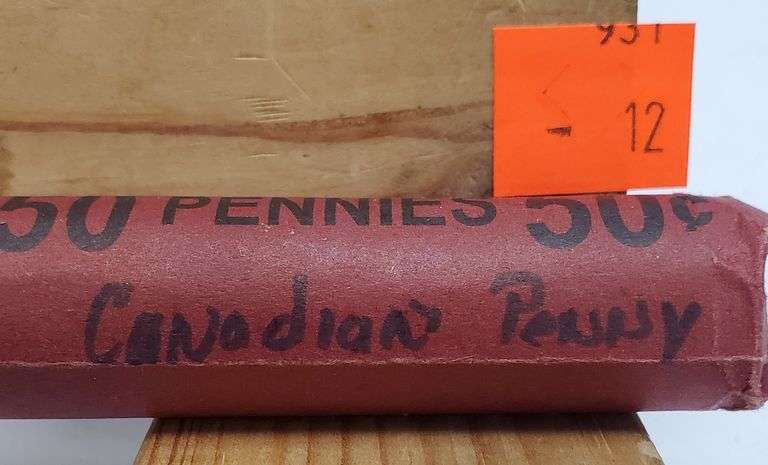 931
- 12
50 PENNIES 50¢
Canadian Penny